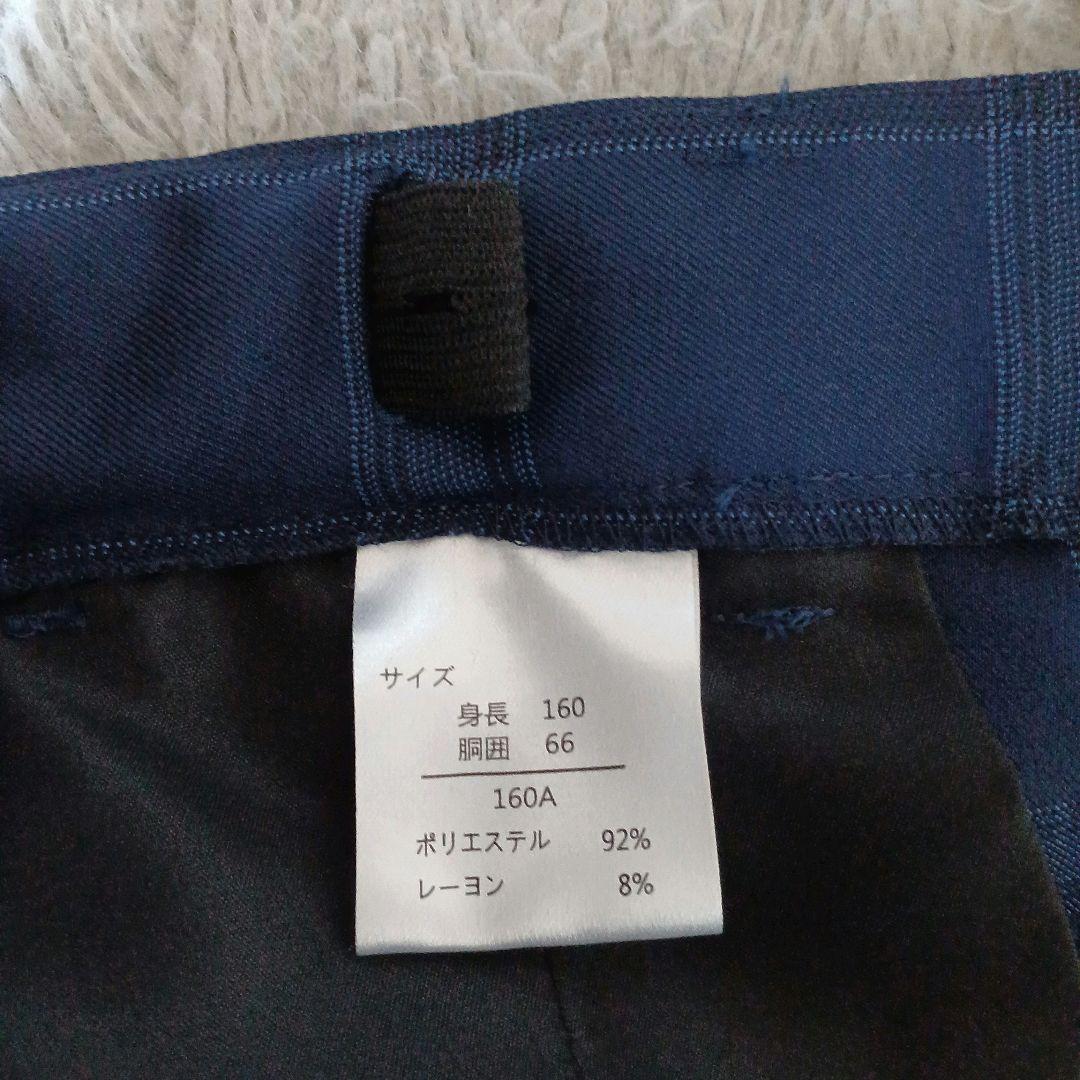 サイズ
身長 160
胴囲 66
160A
ポリエステル 92%
レーヨン 8%